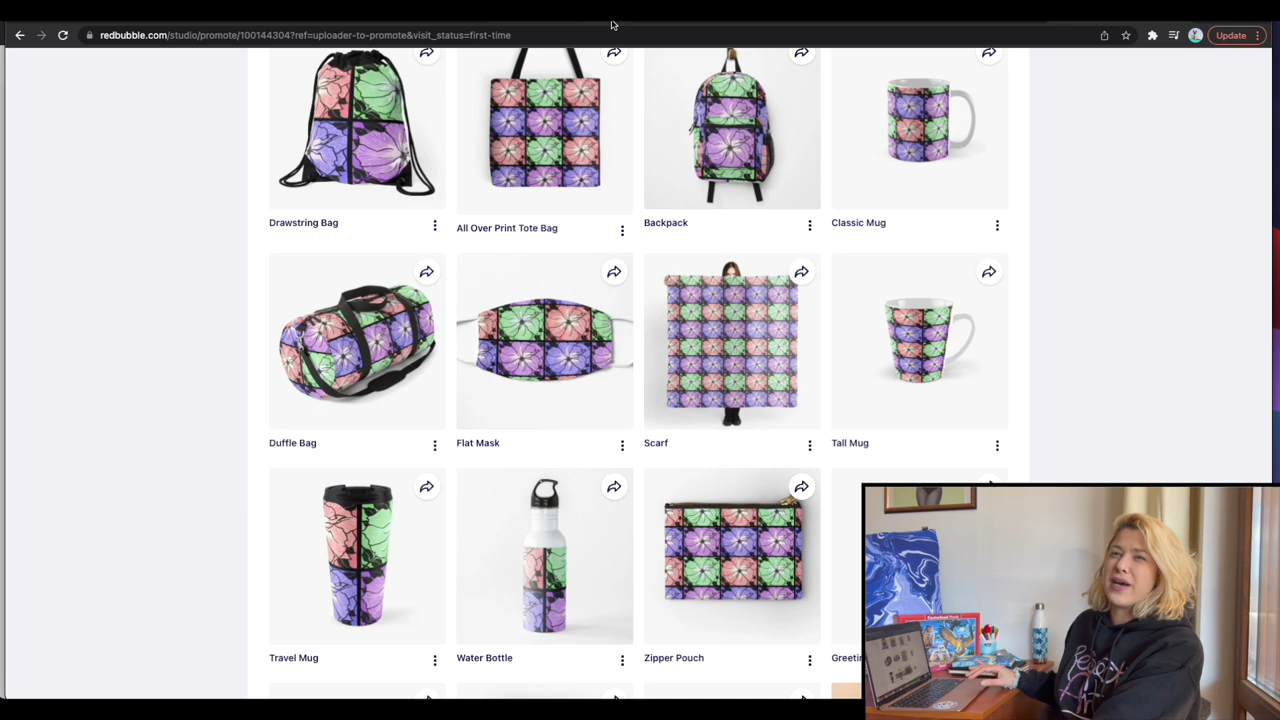 redbubble.com/studio/promote/100144304?ref=uploader-to-promote&visit_status=first-time
Update
Drawstring Bag
All Over Print Tote Bag
Backpack
Classic Mug
Duffle Bag
Flat Mask
Scarf
Tall Mug
Travel Mug
Water Bottle
Zipper Pouch